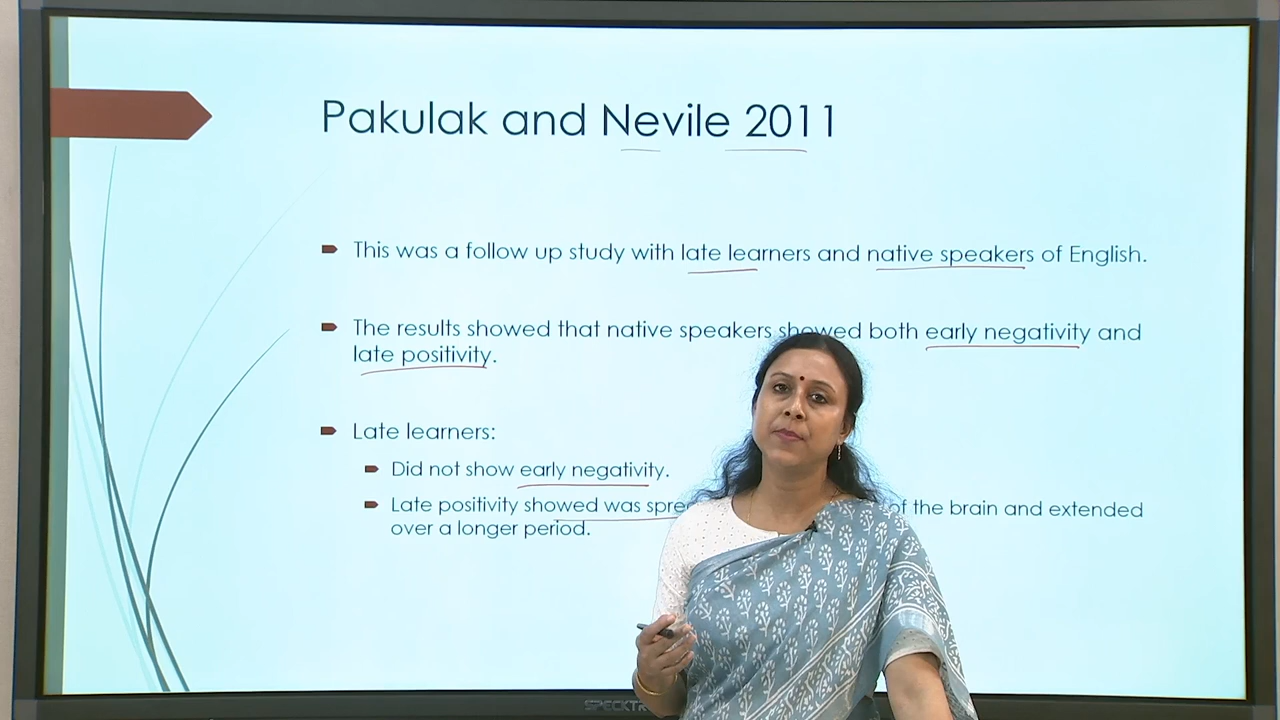 Pakulak and Nevile 2011
This was a follow up study with late learners and native speakers of English.
The results showed that native speakers showed both early negativity and
late positivity.
Late learners:
Did not show early negativity.
Late positivity showed was of the brain and extended
over a longer period.